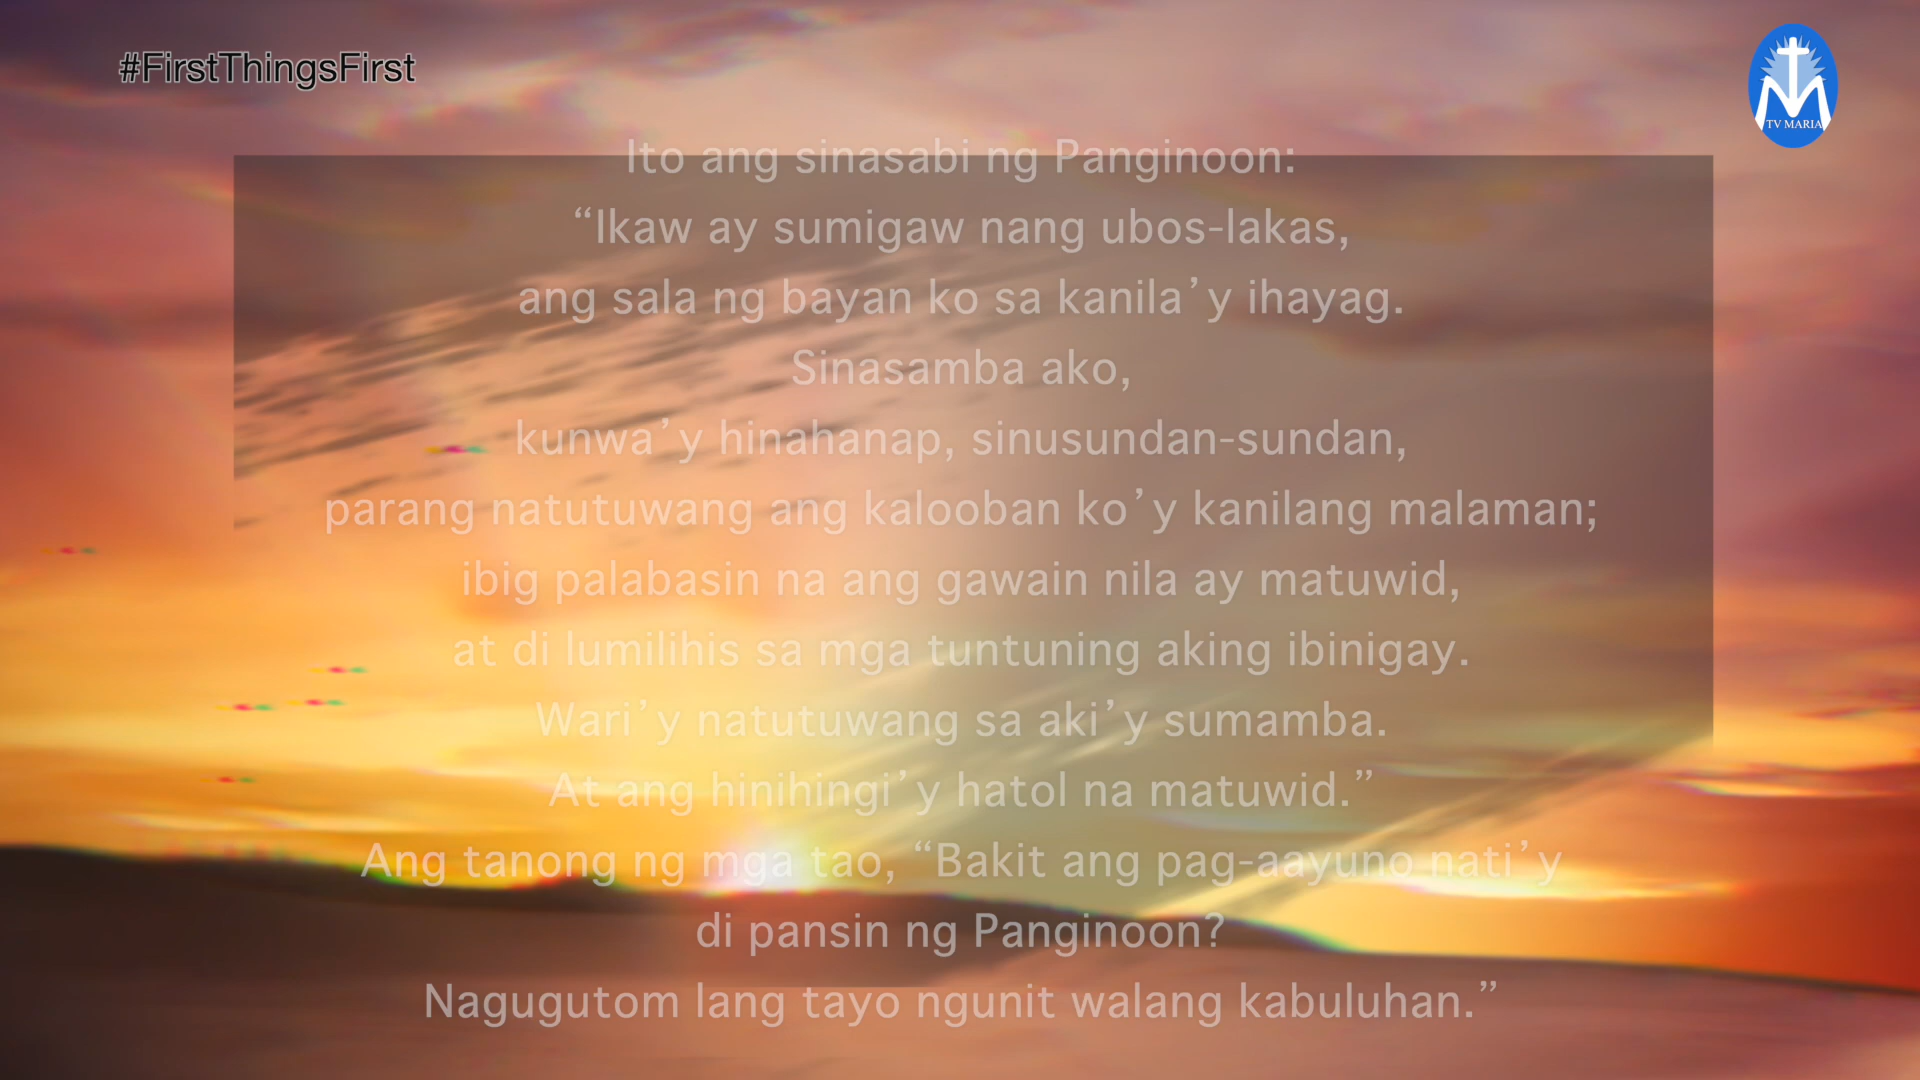 #FirstThingsFirst
TV MARIA
Ito ang sinasabi ng Panginoon:
“Ikaw ay sumigaw nang ubos-lakas,
ang sala ng bayan ko sa kanila’y ihayag.
Sinasamba ako,
kunwa’y hinahanap, sinusundan-sundan,
parang natutuwang ang kalooban ko’y kanilang malaman;
ibig palabasin na ang gawain nila ay matuwid,
at di lumilihis sa mga tuntuning aking ibinigay.
Wari’y natutuwang sa aki’y sumamba.
At ang hinihingi’y hatol na matuwid.”
Ang tanong ng mga tao, “Bakit ang pag-aayuno nati’y
di pansin ng Panginoon?
Nagugutom lang tayo ngunit walang kabuluhan.”